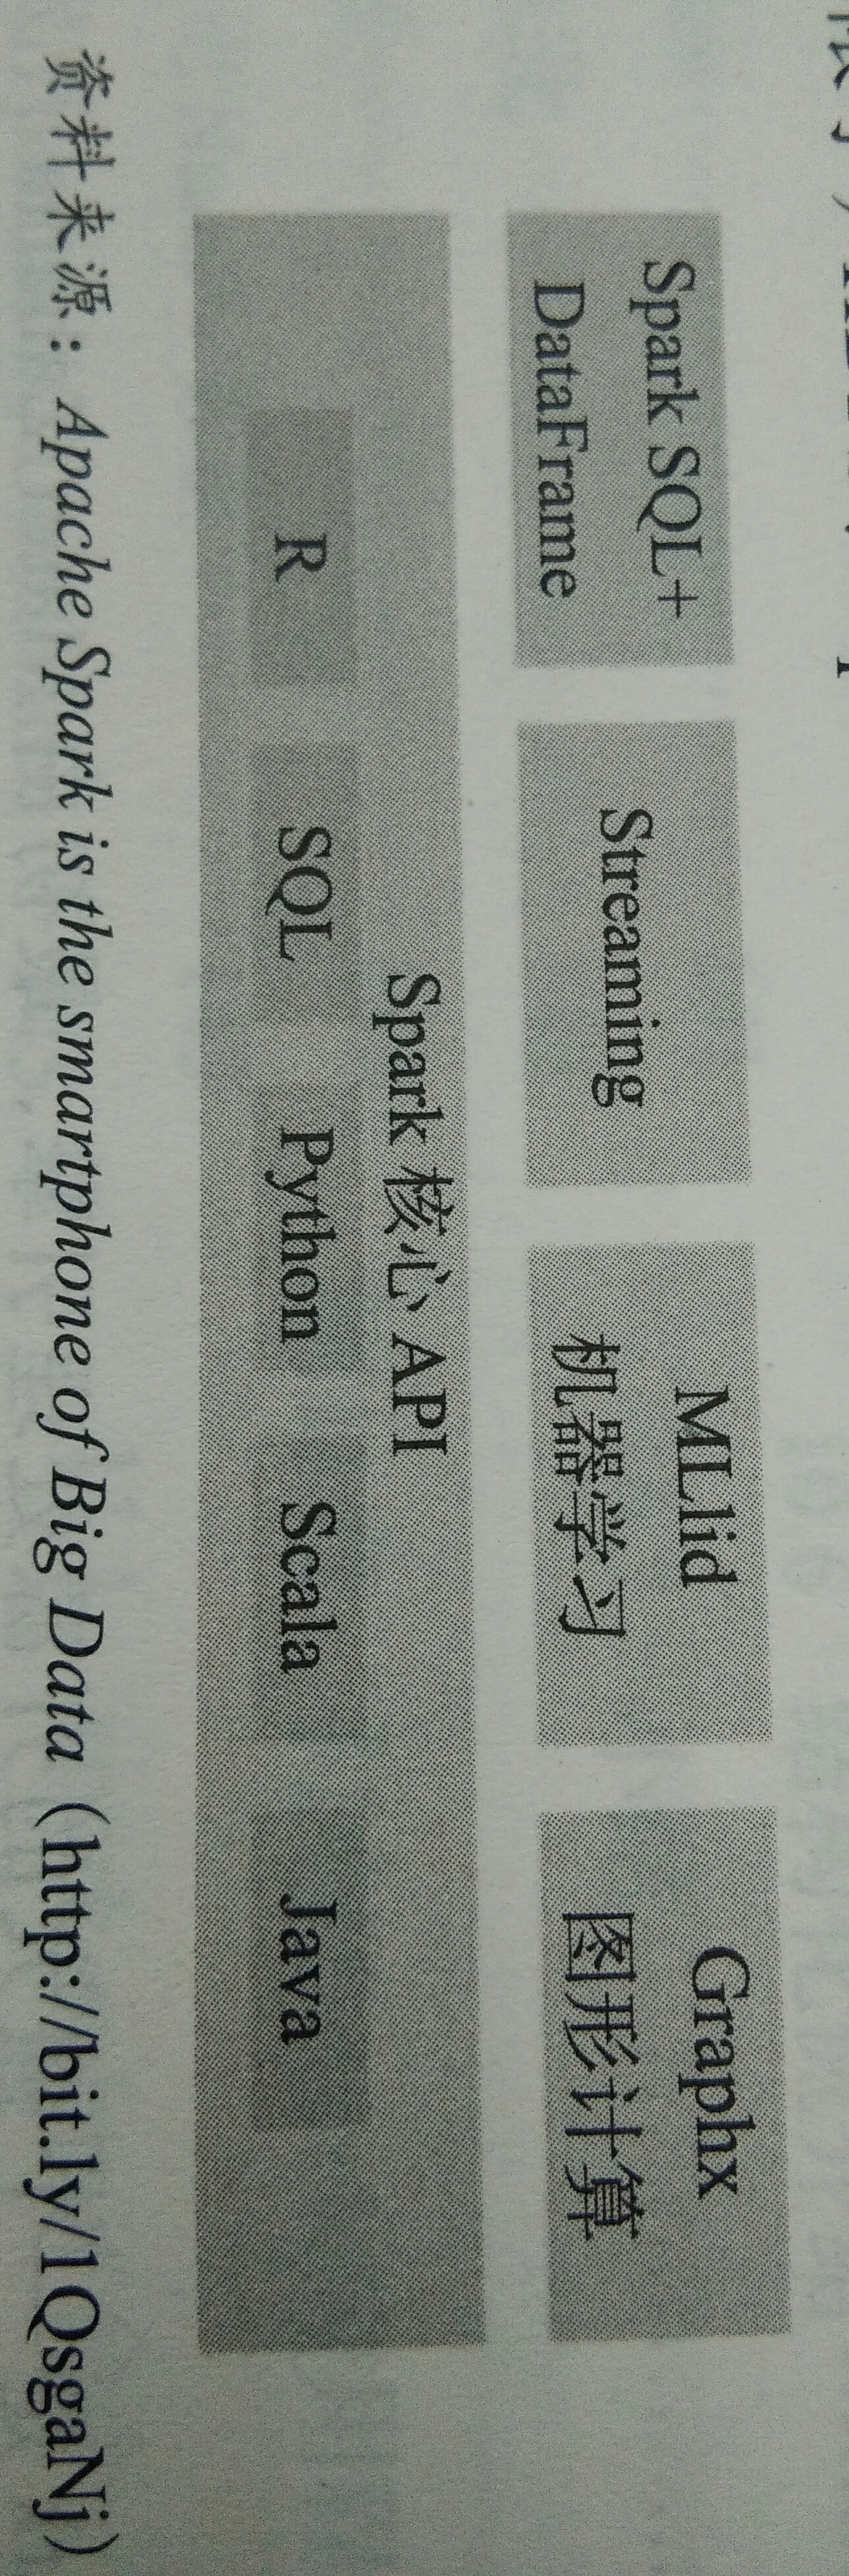 Spark SQL+
DataFrame
Streaming
MLlid
机器学习
Graphx
图形计算
Spark 核心 API
R
SQL
Python
Scala
Java
资料来源：Apache Spark is the smartphone of Big Data（http://bit.ly/1QsgaNj）